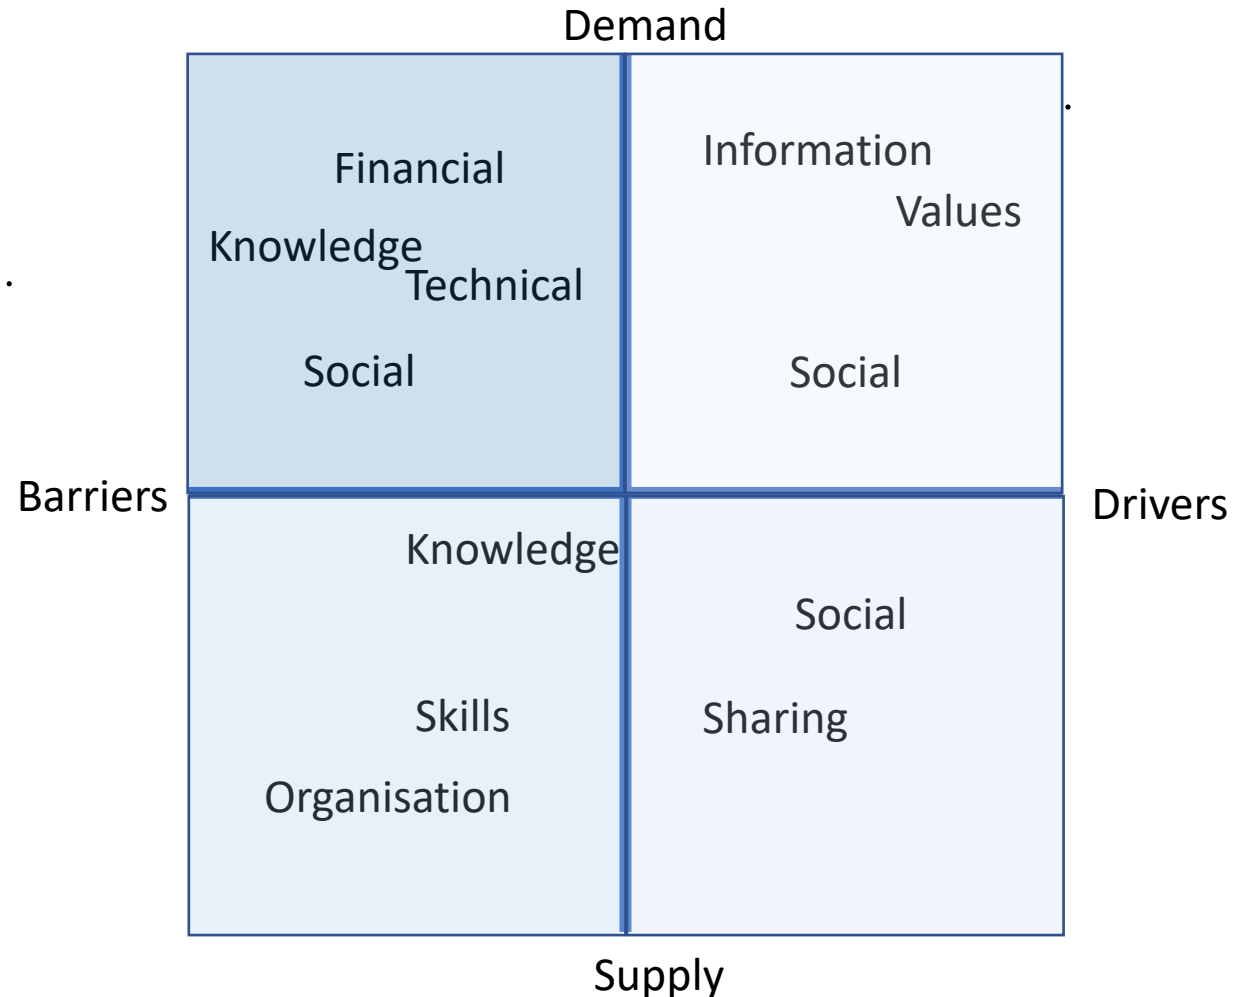 Demand
Financial
Knowledge
Technical
Social
Information
Values
Social
Barriers
Drivers
Knowledge
Skills
Organisation
Social
Sharing
Supply